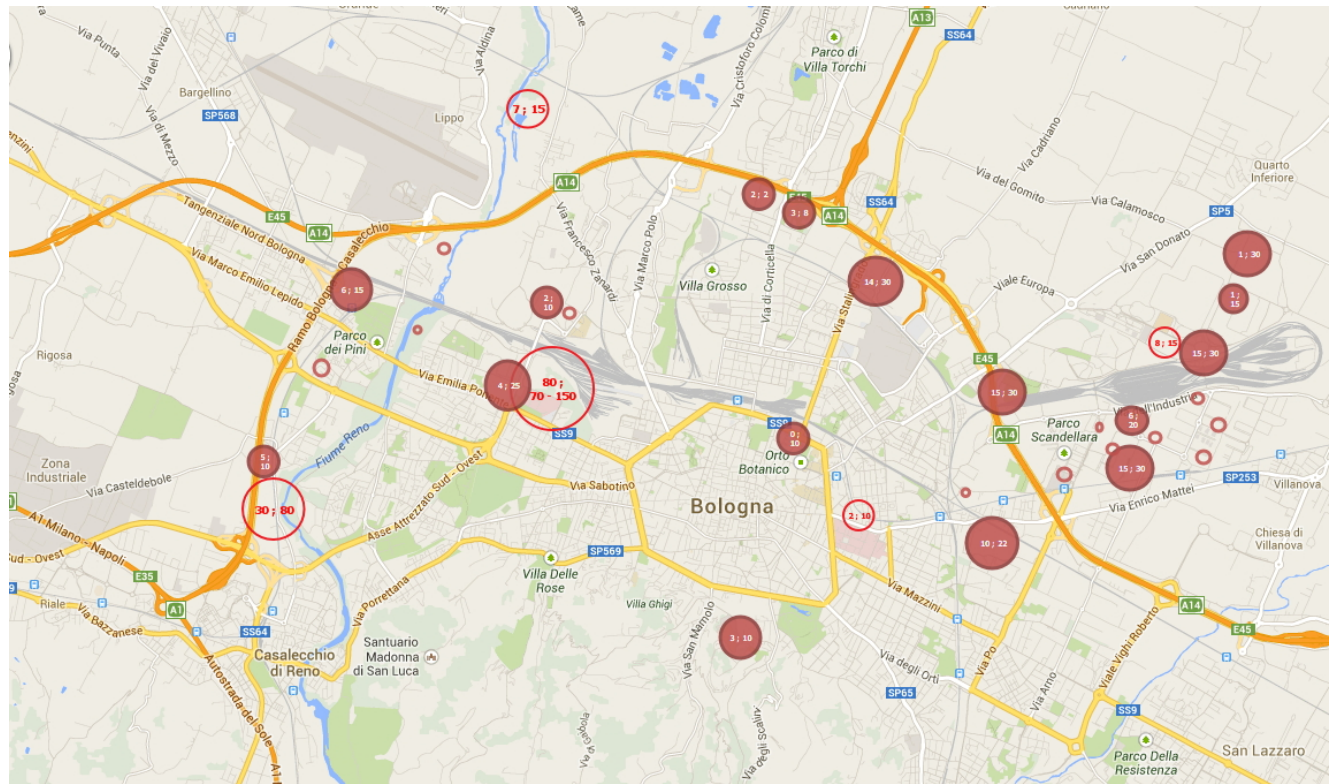 Via Punta
Via del Vivaio
Bargellino
SP568
Via di Mezzo
Via Aldina
Lippo
7 ; 15
Via Cristoforo Colombo
Parco di
Villa Torchi
A13
SS64
Via Cadriano
Quarto
Inferiore
Via del Gomito
Via Calamosco
SP5
Via San Donato
E45
A14
A14
Tangenziale Nord Bologna
Via Marco Emilio Lepido
Ramo Bologna Casalecchio
Via Francesco Zanardi
Via Marco Polo
2 ; 2
3 ; 8
A14
SS64
Villa Grosso
Via di Corticella
14 ; 30
Viale Europa
1 ; 30
1 ;
15
6 ; 15
2 ;
10
Parco
dei Pini
Rigosa
Via Emilia Ponente
4 ; 25
80 ;
70 - 150
SS9
E45
15 ; 30
8 ; 15
15 ; 30
6 ;
20
Parco
Scandellara
A14
15 ; 30
0 ;
10
Orto
Botanico
Fiume Reno
5 ;
10
Zona
Industriale
Via Casteldebole
30 ; 80
Via Sabotino
Asse Attrezzato Sud - Ovest
Bologna
2 ; 10
10 ; 22
Via Enrico Mattei
SP253
Villanova
Chiesa di
Villanova
A1 Milano - Napoli
Sud - Ovest
E35
A1
Riale
Via Bazzanese
SS64
Casalecchio
di Reno
Via Porrettana
Villa Delle
Rose
SP569
Villa Ghigi
Via San Mamolo
3 ; 10
Santuario
Madonna
di San Luca
Autostrada del Sole
A1
Via Mazzini
Via degli Orti
SP65
Via Po
Via Arno
Viale Vighi Roberto
A14
E45
SS9
Parco Della
Resistenza
San Lazzaro